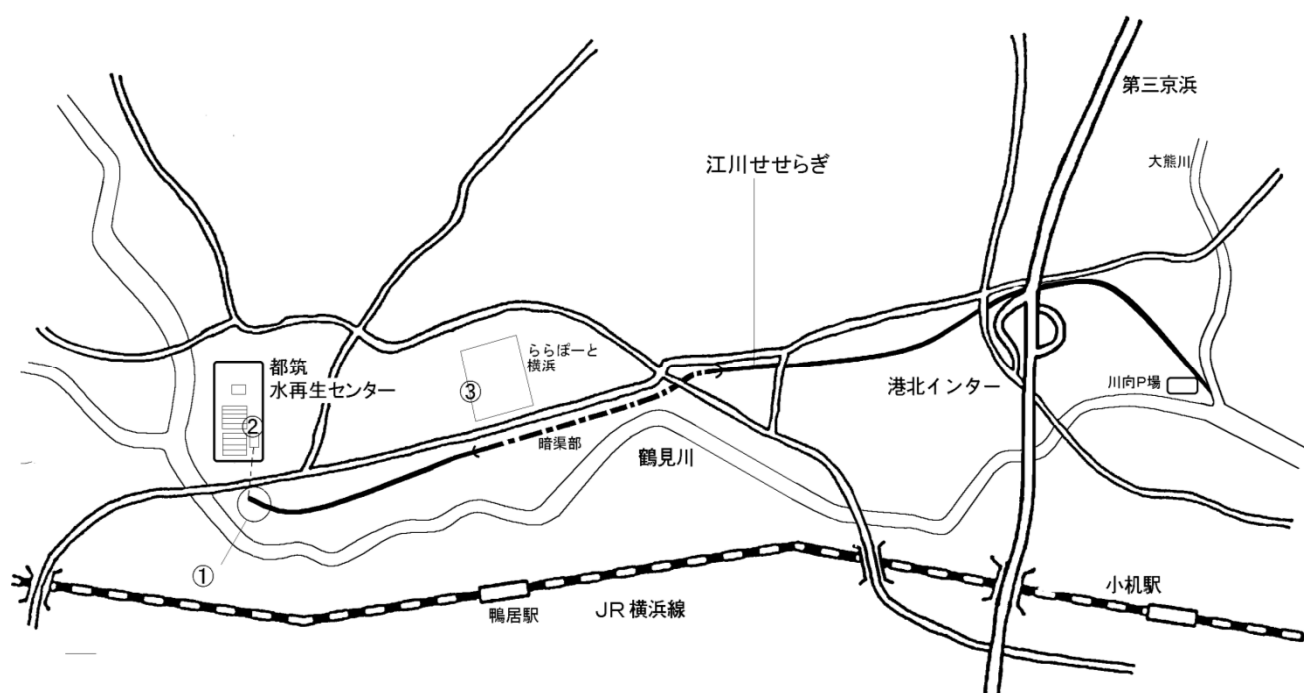 第三京浜
大熊川
江川せせらぎ
ららぽーと
横浜
都筑
水再生センター
③
②
港北インター
川向P場
暗渠部
鶴見川
①
小机駅
鴨居駅
JR横浜線